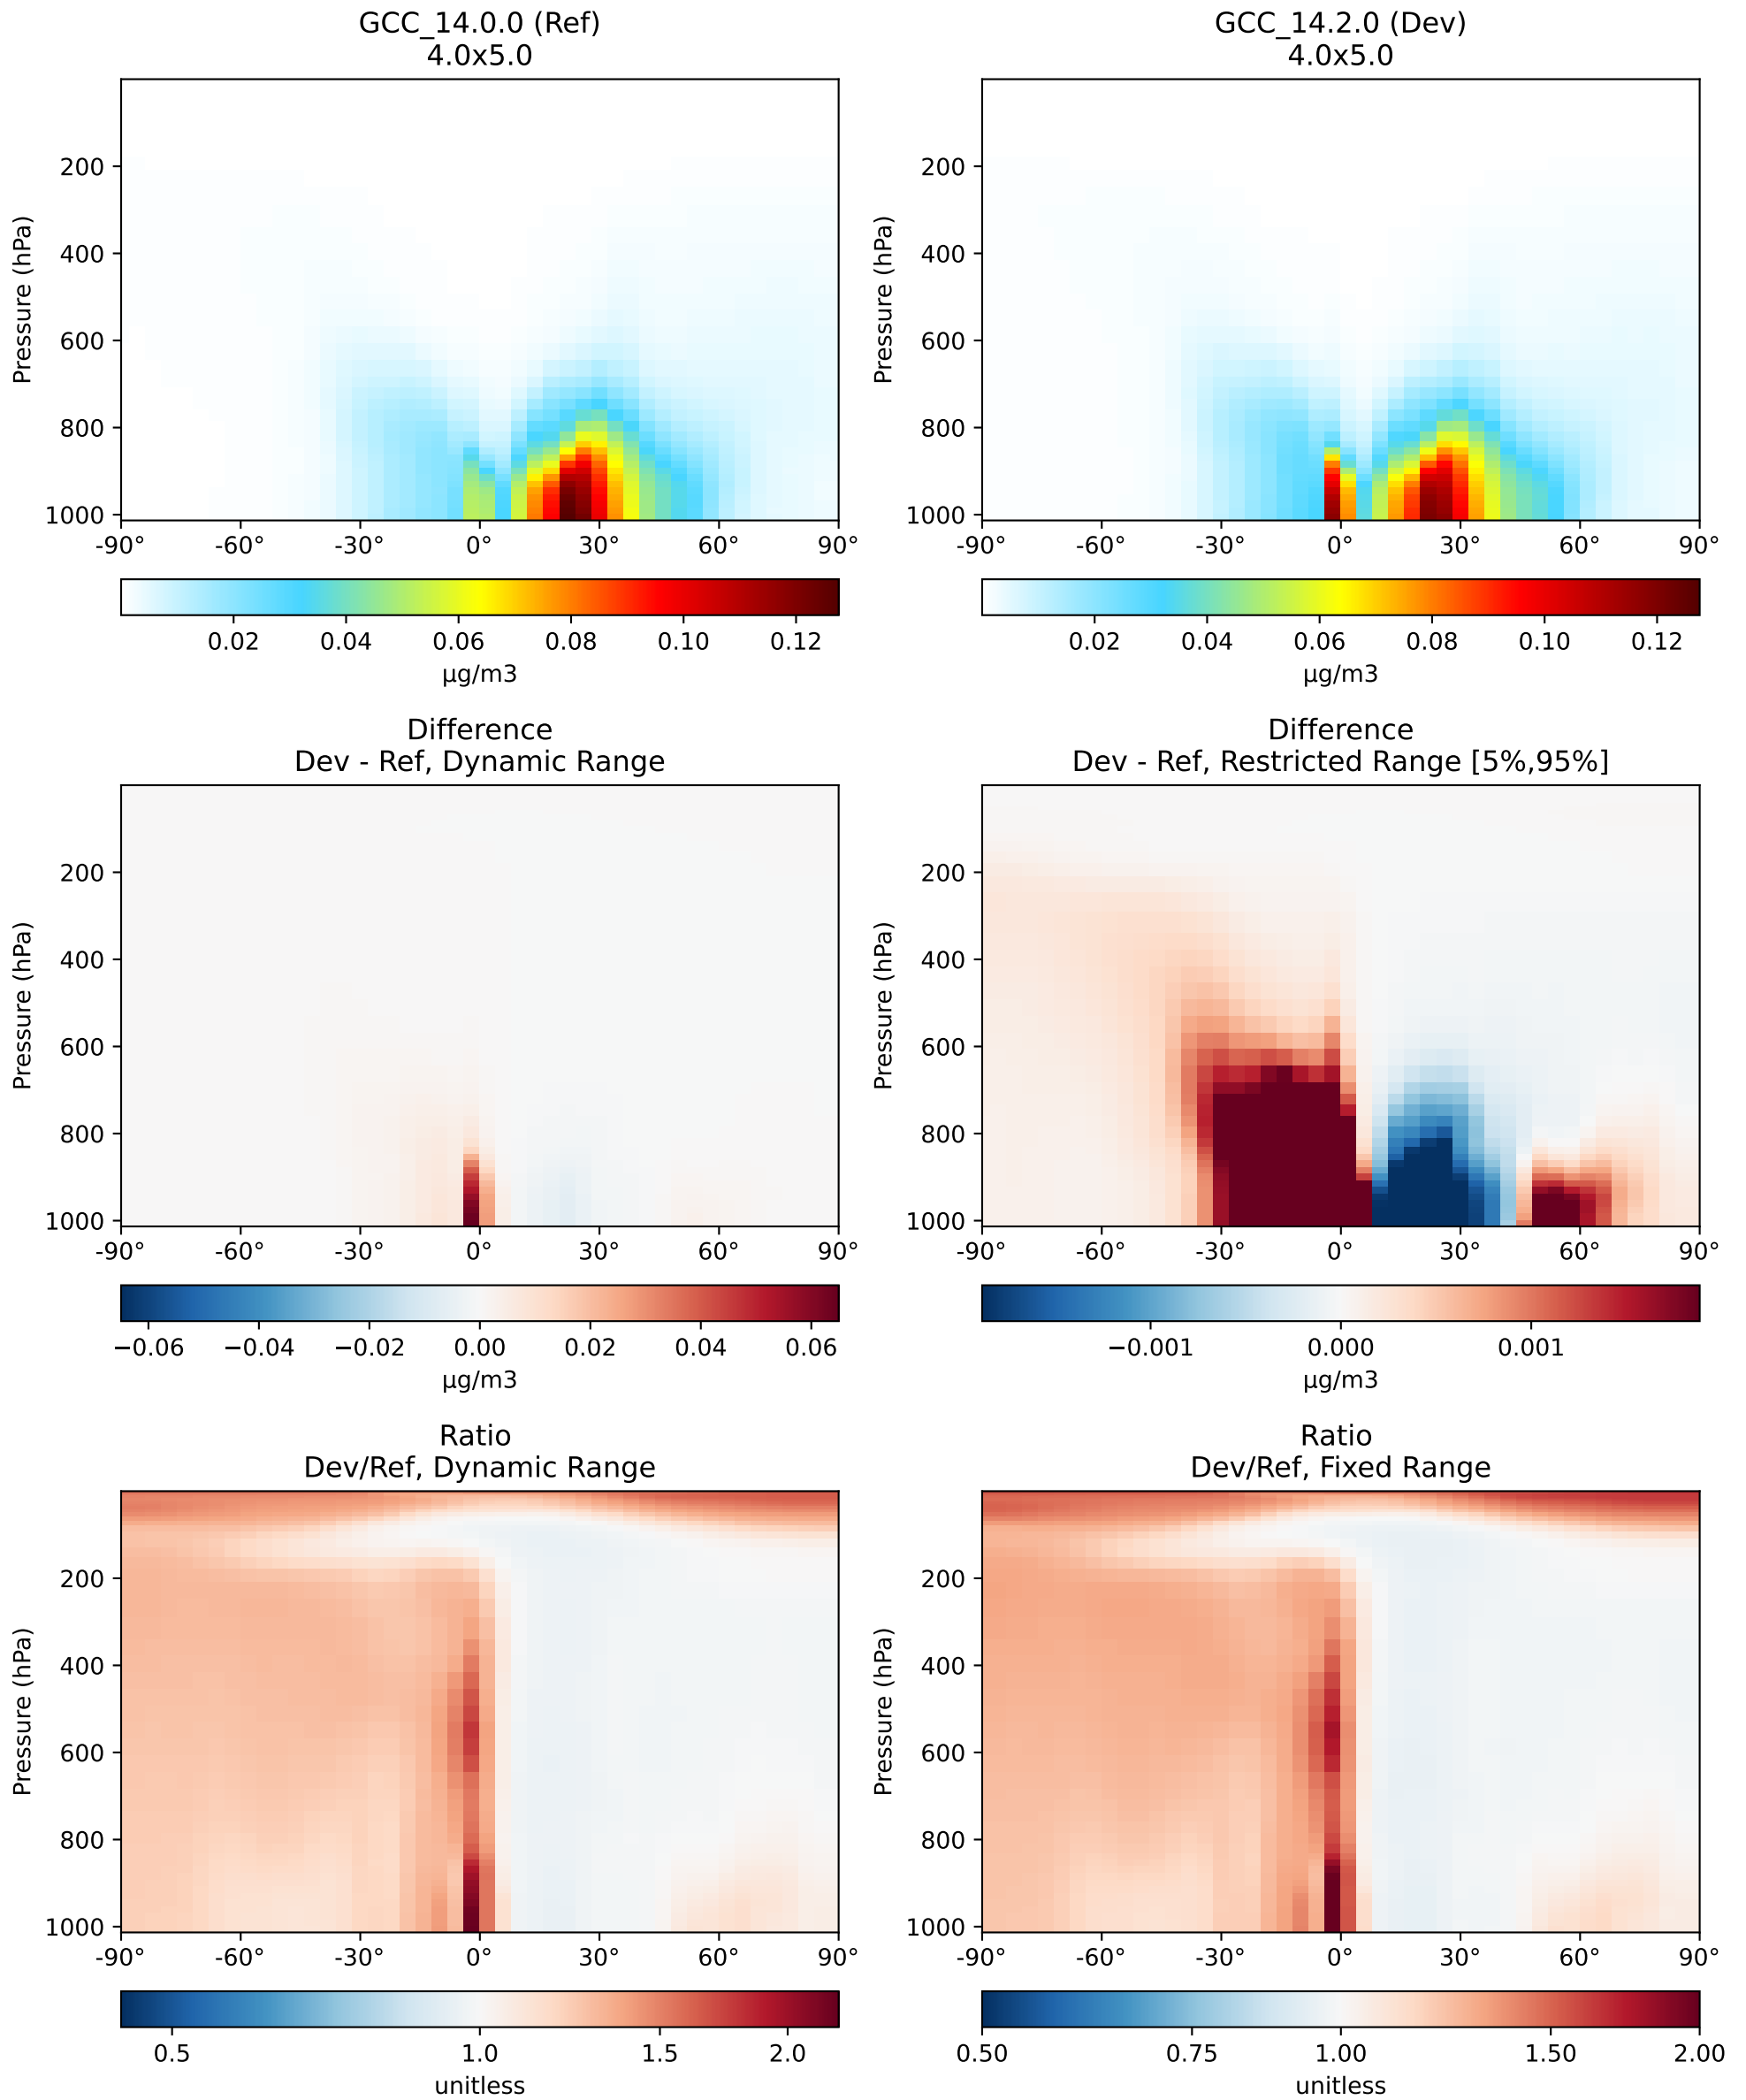 GCC_14.0.0 (Ref)
4.0x5.0
Pressure (hPa)
200
400
600
800
1000
-90° -60° -30° 0° 30° 60° 90°
0.02 0.04 0.06 0.08 0.10 0.12
µg/m3
GCC_14.2.0 (Dev)
4.0x5.0
Pressure (hPa)
200
400
600
800
1000
-90° -60° -30° 0° 30° 60° 90°
0.02 0.04 0.06 0.08 0.10 0.12
µg/m3
Difference
Dev - Ref, Dynamic Range
Pressure (hPa)
200
400
600
800
1000
-90° -60° -30° 0° 30° 60° 90°
−0.06 −0.04 −0.02 0.00 0.02 0.04 0.06
µg/m3
Difference
Dev - Ref, Restricted Range [5%,95%]
Pressure (hPa)
200
400
600
800
1000
-90° -60° -30° 0° 30° 60° 90°
−0.001 0.000 0.001
µg/m3
Ratio
Dev/Ref, Dynamic Range
Pressure (hPa)
200
400
600
800
1000
-90° -60° -30° 0° 30° 60° 90°
0.5 1.0 1.5 2.0
unitless
Ratio
Dev/Ref, Fixed Range
Pressure (hPa)
200
400
600
800
1000
-90° -60° -30° 0° 30° 60° 90°
0.50 0.75 1.00 1.50 2.00
unitless